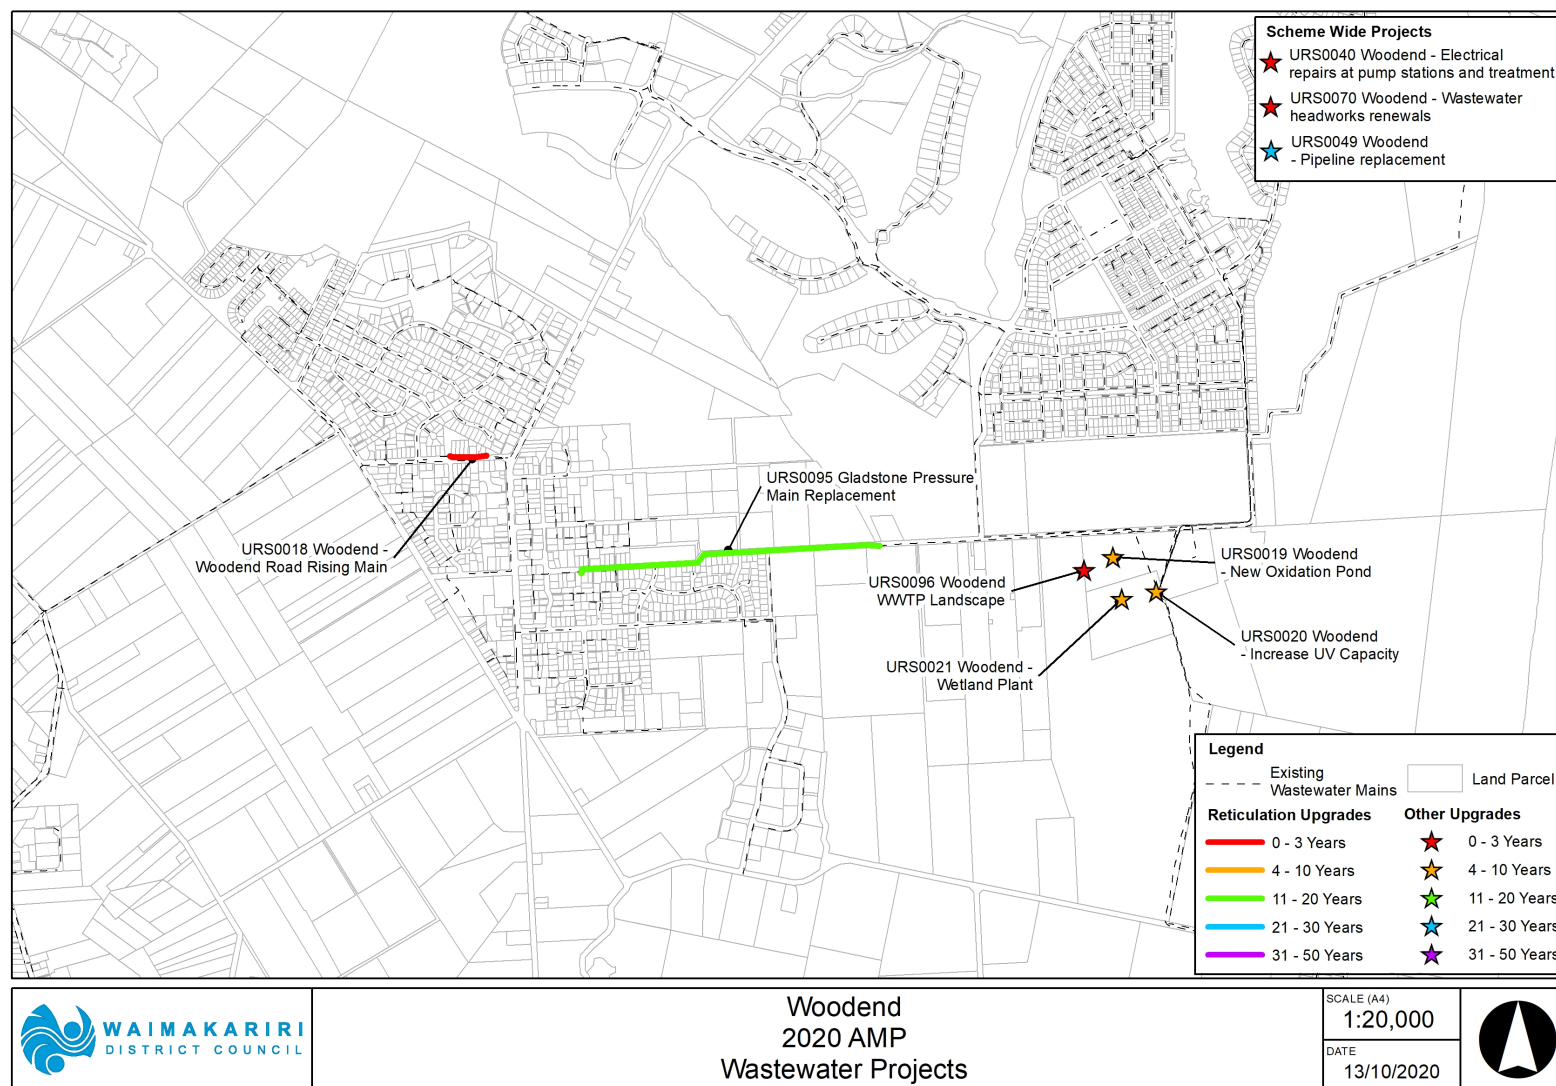 Scheme Wide Projects
URS0040 Woodend - Electrical
repairs at pump stations and treatment
URS0070 Woodend - Wastewater
headworks renewals
URS0049 Woodend
- Pipeline replacement
URS0095 Gladstone Pressure
Main Replacement
URS0018 Woodend -
Woodend Road Rising Main
URS0096 Woodend
WWTP Landscape
URS0019 Woodend
- New Oxidation Pond
URS0020 Woodend
- Increase UV Capacity
URS0021 Woodend -
Wetland Plant
Legend
Existing
Wastewater Mains
Land Parcel
Reticulation Upgrades
0 - 3 Years
4 - 10 Years
11 - 20 Years
21 - 30 Years
31 - 50 Years
Other Upgrades
0 - 3 Years
4 - 10 Years
11 - 20 Years
21 - 30 Years
31 - 50 Years
WAIMAKARIRI
DISTRICT COUNCIL
Woodend
2020 AMP
Wastewater Projects
SCALE (A4)
1:20,000
DATE
13/10/2020